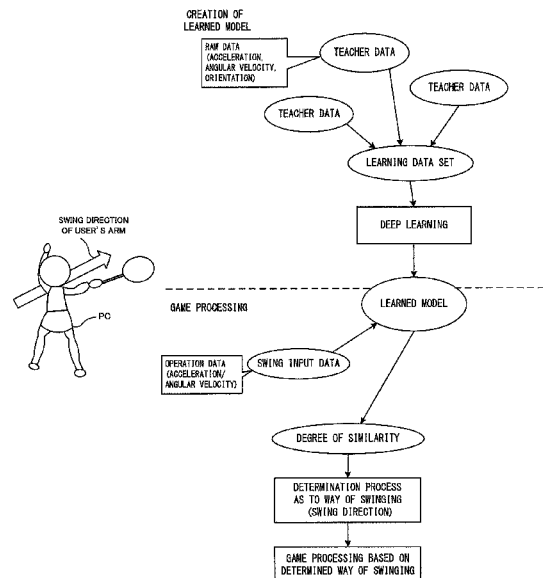 CREATION OF
LEARNED MODEL
RAW DATA
(ACCELERATION,
ANGULAR VELOCITY,
ORIENTATION)
TEACHER DATA
TEACHER DATA
TEACHER DATA
LEARNING DATA SET
DEEP LEARNING
SWING DIRECTION
OF USER'S ARM
PC
GAME PROCESSING
LEARNED MODEL
OPERATION DATA
(ACCELERATION/
ANGULAR VELOCITY)
SWING INPUT DATA
DEGREE OF SIMILARITY
DETERMINATION PROCESS
AS TO WAY OF SWINGING
(SWING DIRECTION)
GAME PROCESSING BASED ON
DETERMINED WAY OF SWINGING